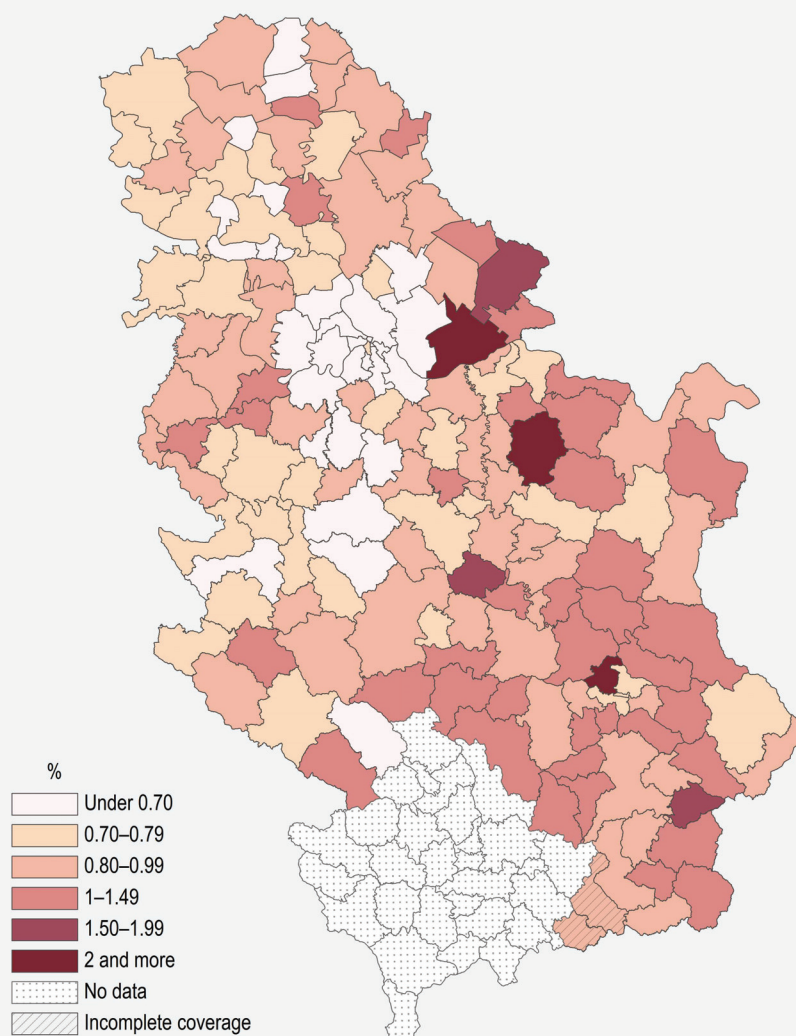 %
Under 0.70
0.70–0.79
0.80–0.99
1–1.49
1.50–1.99
2 and more
No data
Incomplete coverage